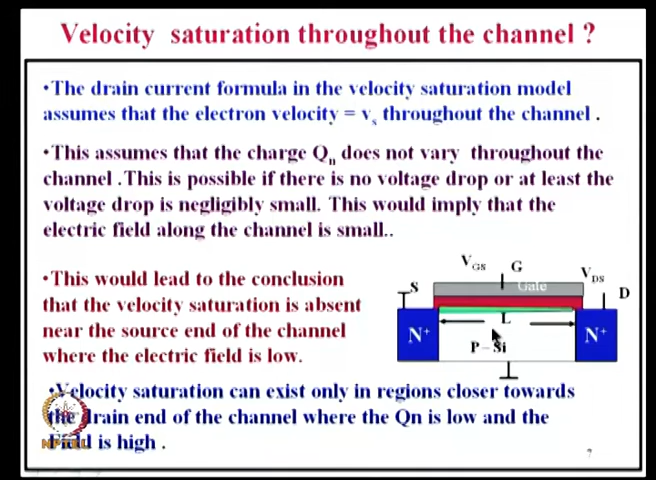 Velocity saturation throughout the channel ?
•The drain current formula in the velocity saturation model
assumes that the electron velocity = vs throughout the channel .
•This assumes that the charge Qn does not vary throughout the
channel .This is possible if there is no voltage drop or at least the
voltage drop is negligibly small. This would imply that the
electric field along the channel is small..
•This would lead to the conclusion
that the velocity saturation is absent
near the source end of the channel
where the electric field is low.
VGS G VDS
S Gate D
N+ L N+
P – Si
•Velocity saturation can exist only in regions closer towards
the drain end of the channel where the Qn is low and the
Field is high .
NPTEL
7